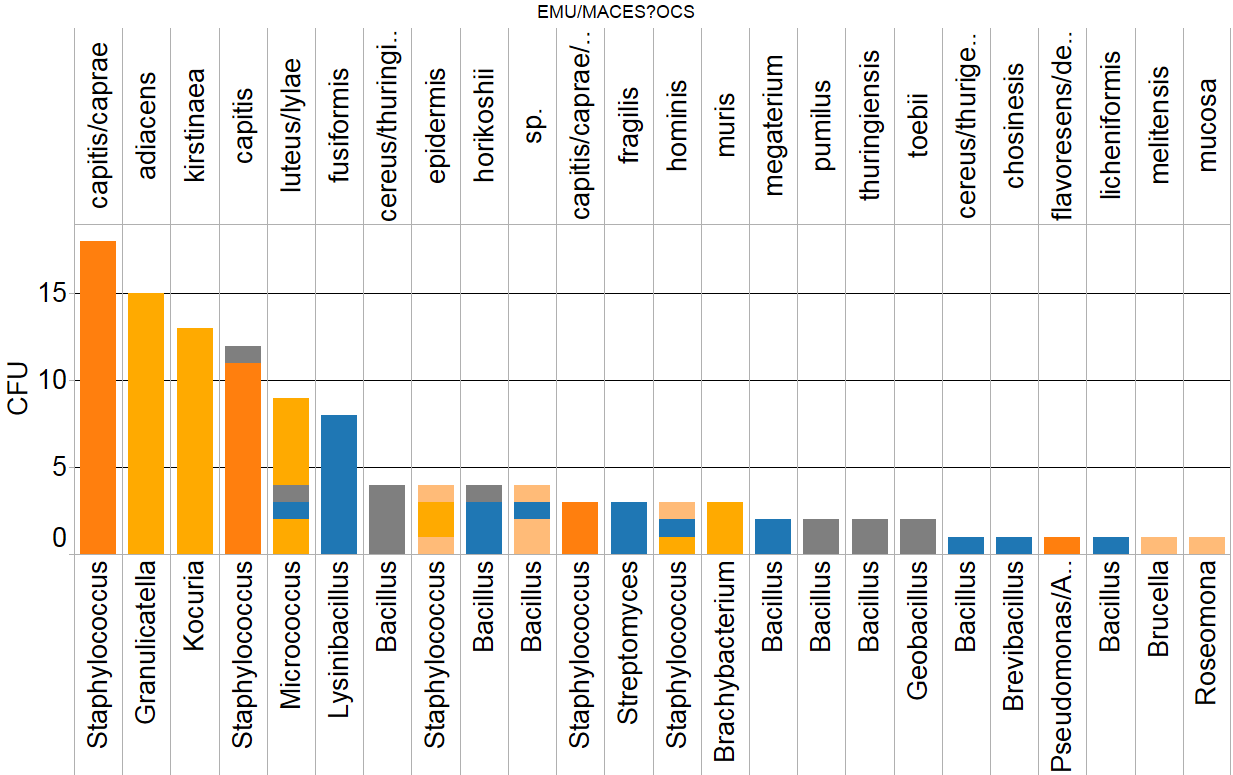 EMU/MACES?OCS
capitis/caprae
adiacens
kirstinaea
capitis
luteus/lylae
fusiformis
cereus/thuringi..
epidermis
horikoshii
sp.
capitis/caprae/..
fragilis
hominis
muris
megaterium
pumilus
thuringiensis
toebii
cereus/thurige..
chosinesis
flavoresens/de..
licheniformis
melitensis
mucosa
CFU
15
10
5
0
Staphylococcus
Granulicatella
Kocuria
Staphylococcus
Micrococcus
Lysinibacillus
Bacillus
Staphylococcus
Bacillus
Bacillus
Staphylococcus
Streptomyces
Staphylococcus
Brachybacterium
Bacillus
Bacillus
Bacillus
Geobacillus
Bacillus
Brevibacillus
Pseudomonas/A..
Bacillus
Brucella
Roseomona